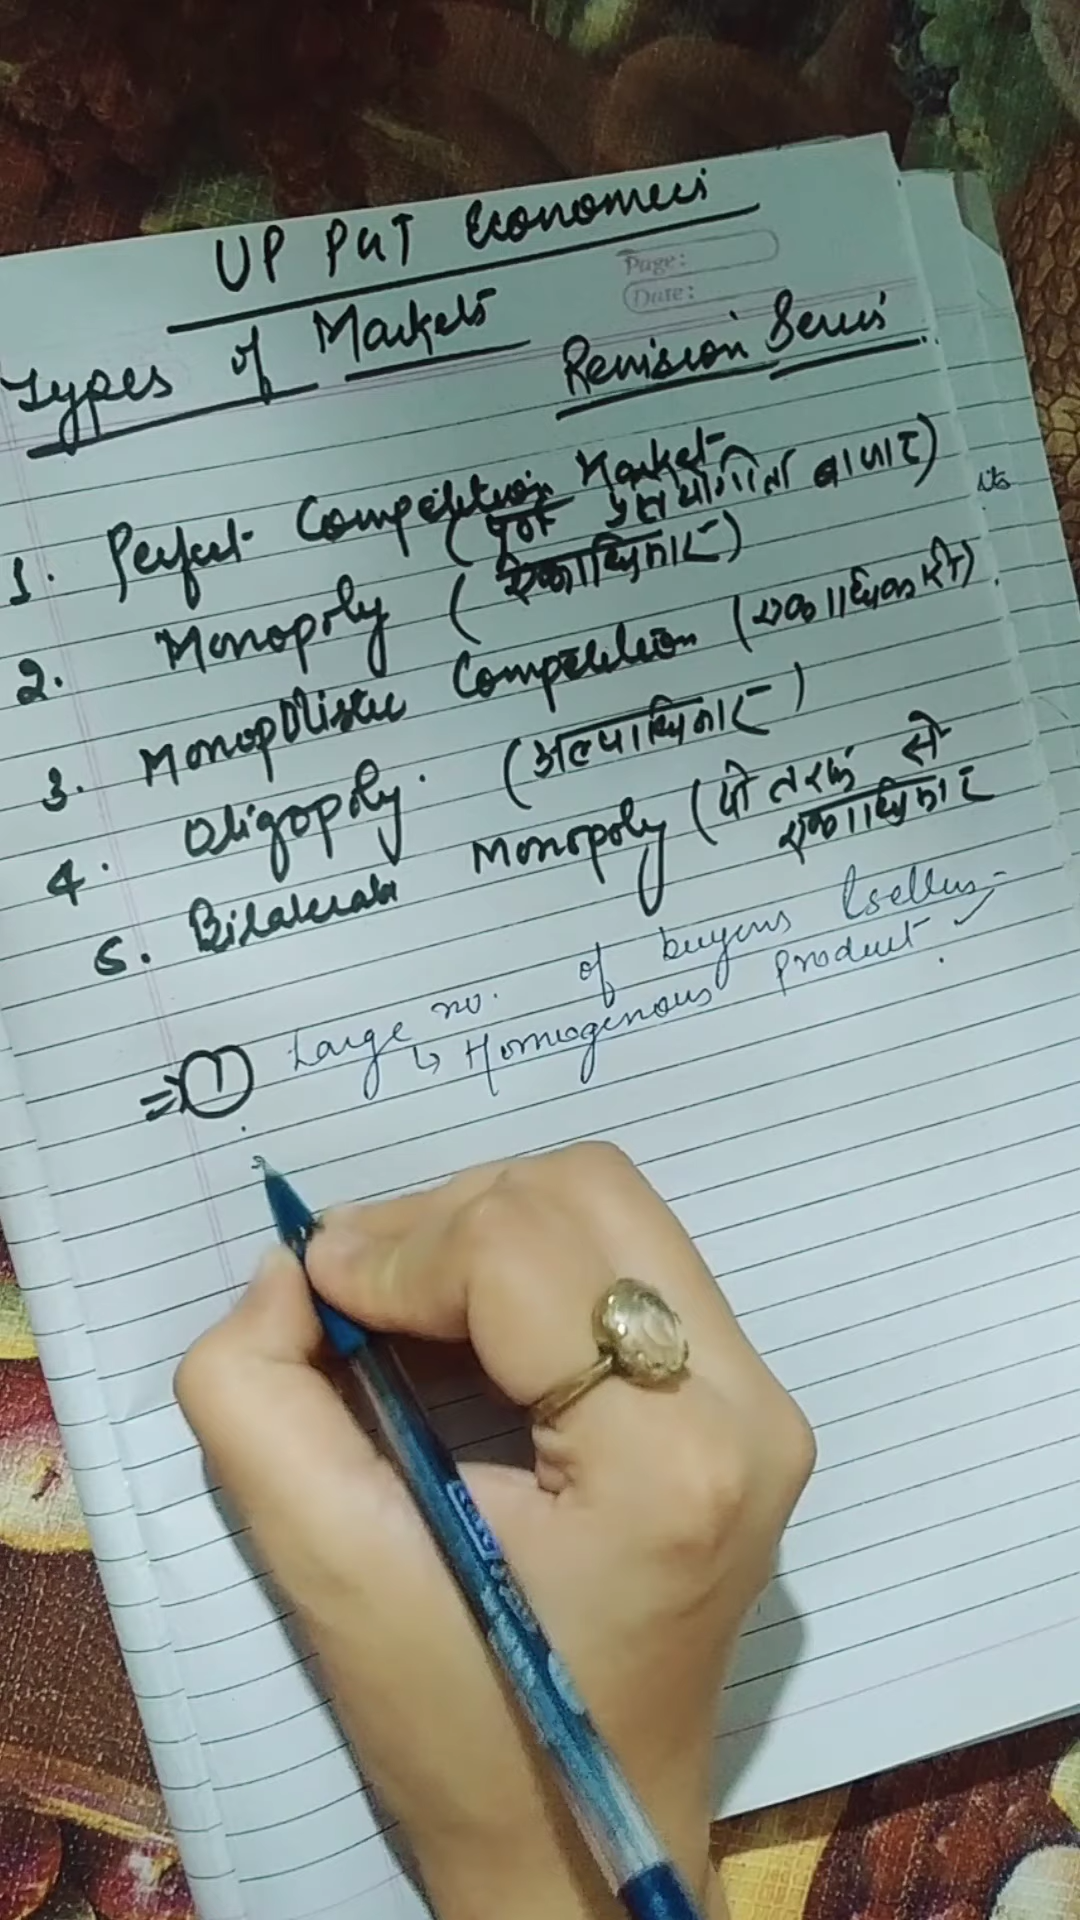 UP PGT Economics
Page:
Date:
Types of Markets
Revision Series
1. Perfect Competition Market
(पूर्ण प्रतियोगिता बाजार)
2. Monopoly (एकाधिकार)
3. Monopolistic Competition (एकाधिकारी)
4. Oligopoly. (अल्पाधिकार)
5. Bilateral Monopoly (दो तरफ से
एकाधिकार
① Large no. of buyers &sellers
↳ Homogenous product.